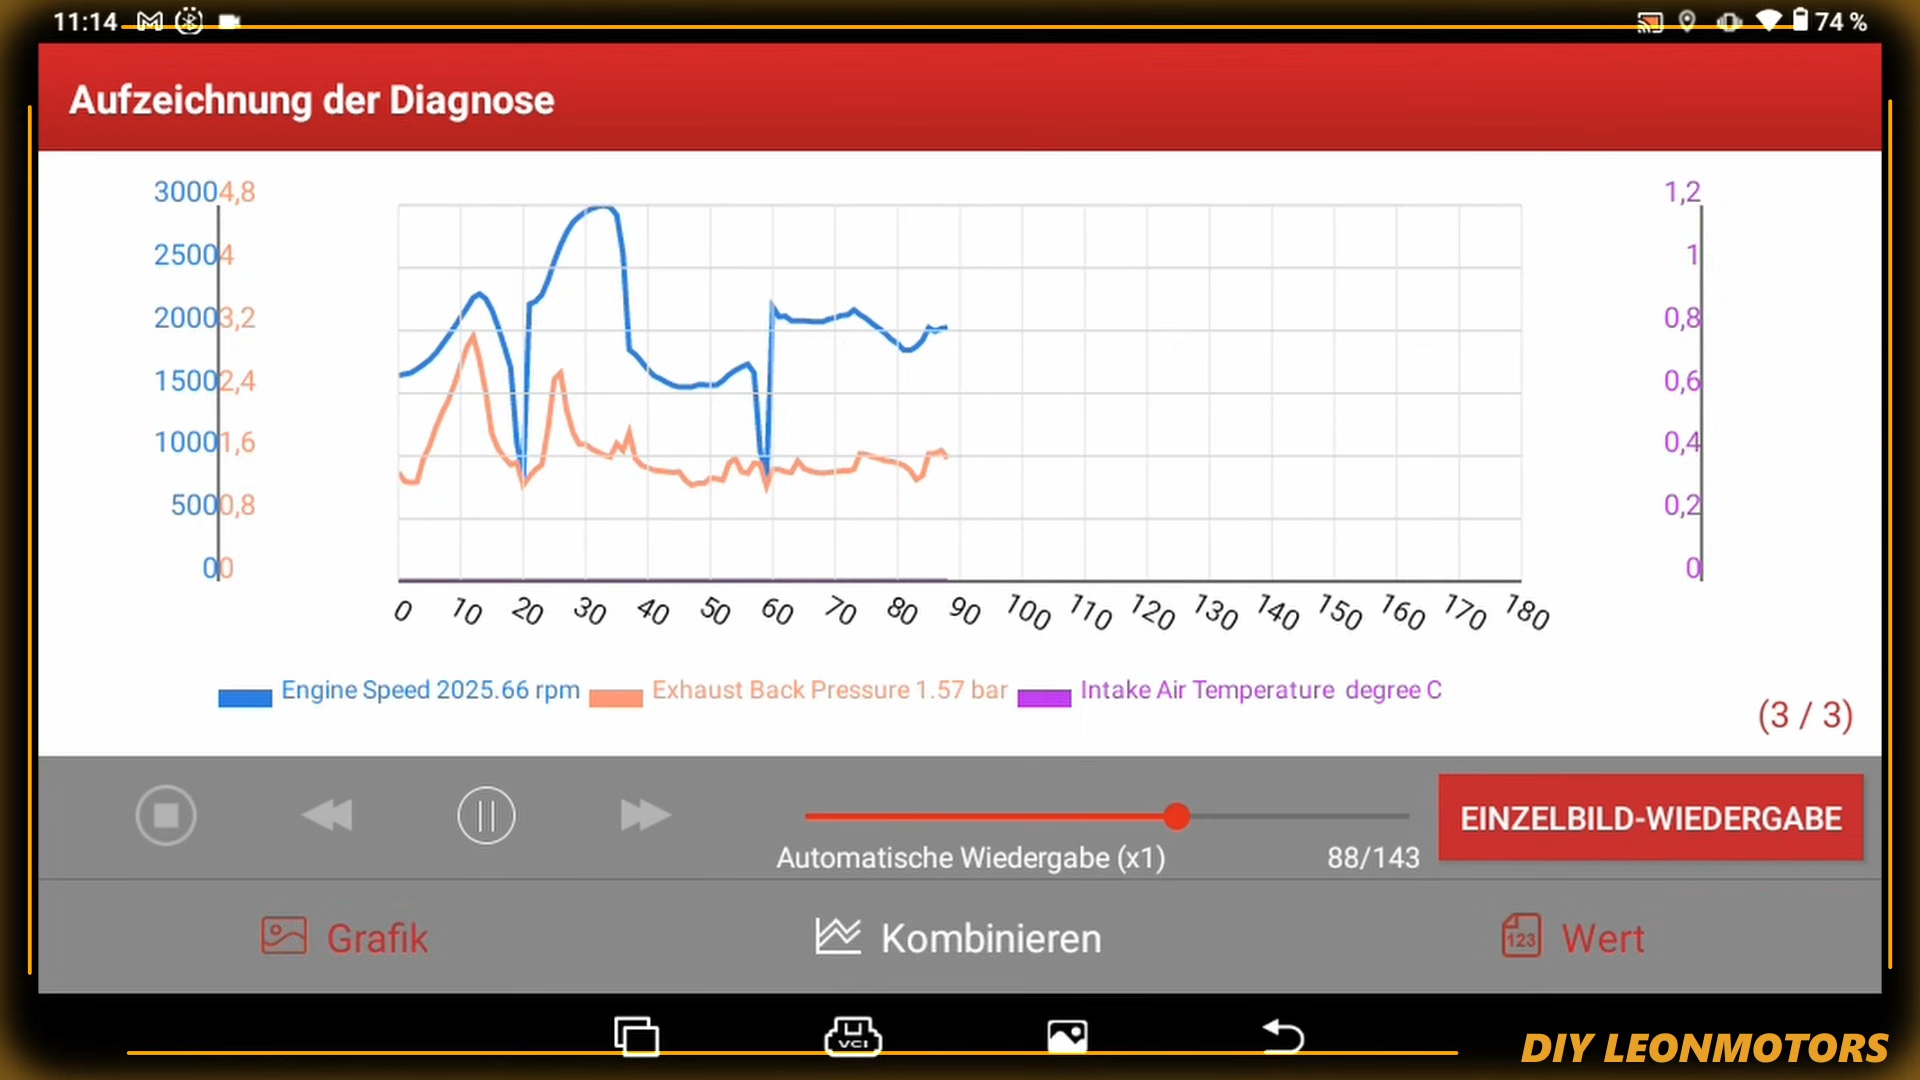 11:14
74 %
Aufzeichnung der Diagnose
3000 4,8
2500 4
2000 3,2
1500 2,4
1000 1,6
500 0,8
0 0
1,2
1
0,8
0,6
0,4
0,2
0
0 10 20 30 40 50 60 70 80 90 100 110 120 130 140 150 160 170 180
Engine Speed 2025.66 rpm Exhaust Back Pressure 1.57 bar Intake Air Temperature degree C
(3 / 3)
Automatische Wiedergabe (x1) 88/143
EINZELBILD-WIEDERGABE
Grafik
Kombinieren
123 Wert
VCI
DIY LEONMOTORS